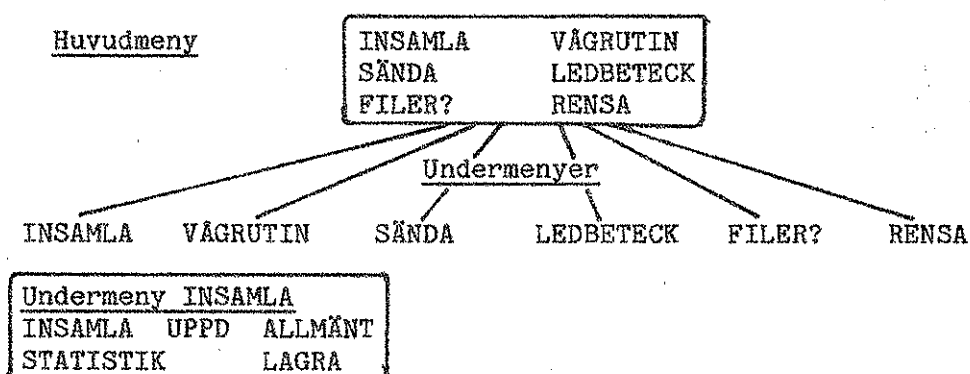 Huvudmeny
INSAMLA VÅGRUTIN
SÄNDA LEDBETECK
FILER? RENSA
Undermenyer
INSAMLA VÅGRUTIN SÄNDA LEDBETECK FILER? RENSA
Undermeny INSAMLA
INSAMLA UPPD ALLMÄNT
STATISTIK LAGRA